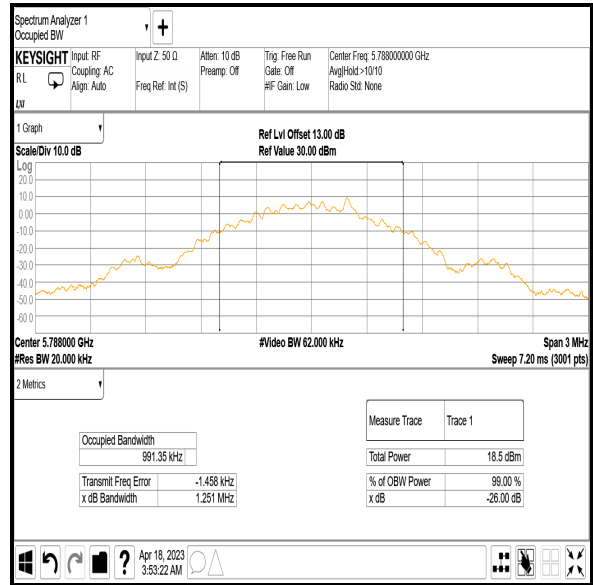 Spectrum Analyzer 1
Occupied BW
KEYSIGHT Input: RF Input Z: 50 Ω Atten: 10 dB Trig: Free Run Center Freq: 5.788000000 GHz
RL Coupling: AC Preamp: Off Gate: Off Avg|Hold:>10/10
Align: Auto Freq Ref: Int (S) #IF Gain: Low Radio Std: None
LXI
1 Graph
Ref Lvl Offset 13.00 dB
Scale/Div 10.0 dB Ref Value 30.00 dBm
Log
20.0
10.0
0.00
-10.0
-20.0
-30.0
-40.0
-50.0
-60.0
Center 5.788000 GHz #Video BW 62.000 kHz Span 3 MHz
#Res BW 20.000 kHz Sweep 7.20 ms (3001 pts)
2 Metrics
Measure Trace Trace 1
Occupied Bandwidth
991.35 kHz
Total Power 18.5 dBm
Transmit Freq Error -1.458 kHz % of OBW Power 99.00 %
x dB Bandwidth 1.251 MHz x dB -26.00 dB
? Apr 18, 2023
3:53:22 AM